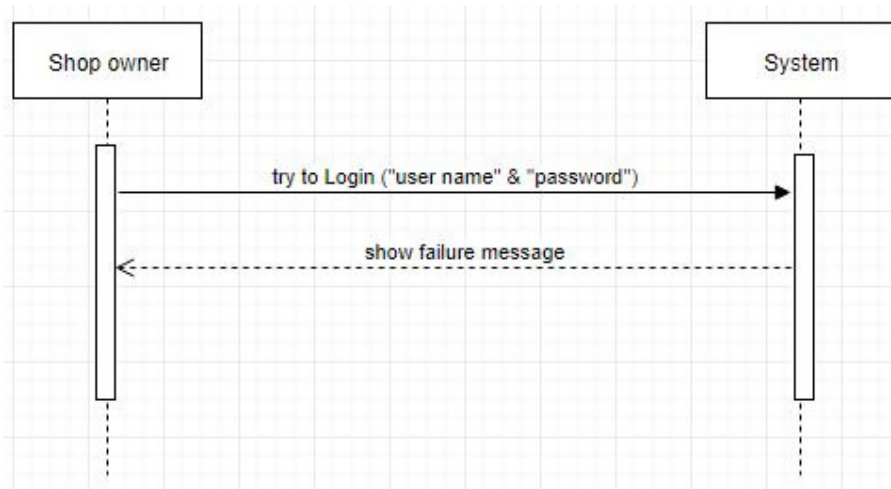 Shop owner
System
try to Login ("user name" & "password")
show failure message